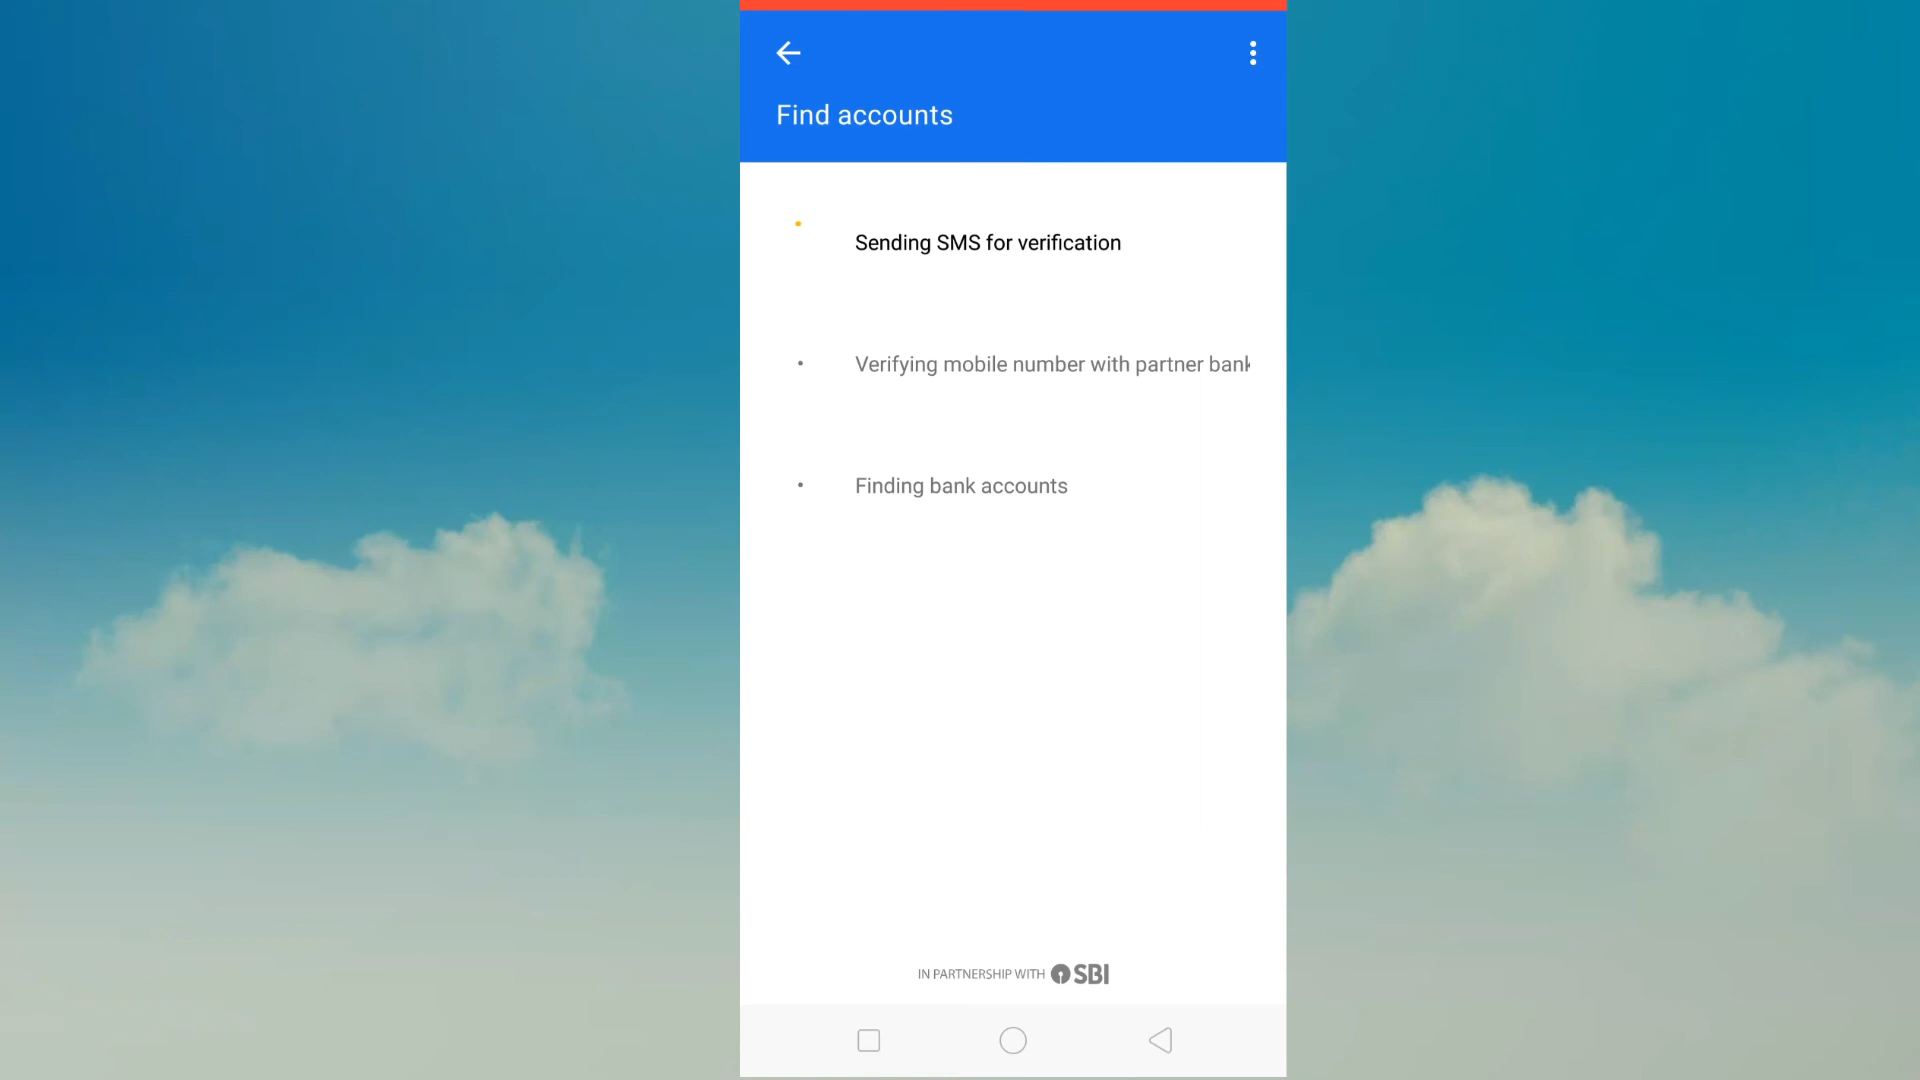 Find accounts
Sending SMS for verification
Verifying mobile number with partner bank
Finding bank accounts
IN PARTNERSHIP WITH SBI